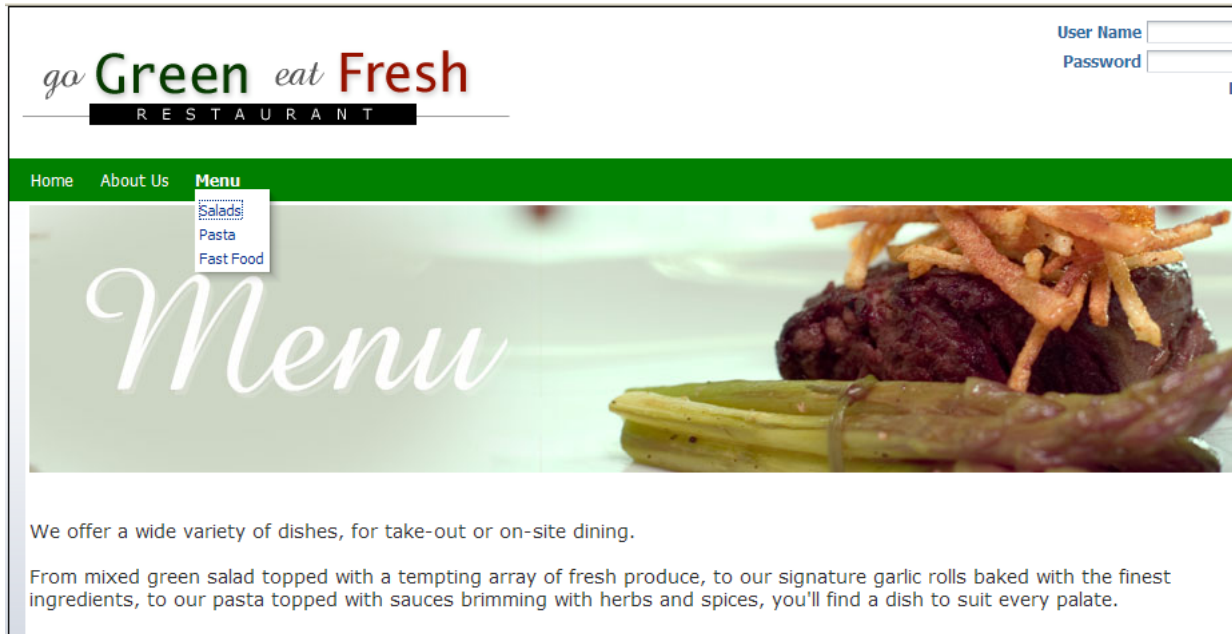 go Green eat Fresh
RESTAURANT
User Name
Password
Home About Us Menu
Salads
Pasta
Fast Food
Menu
We offer a wide variety of dishes, for take-out or on-site dining.
From mixed green salad topped with a tempting array of fresh produce, to our signature garlic rolls baked with the finest
ingredients, to our pasta topped with sauces brimming with herbs and spices, you'll find a dish to suit every palate.